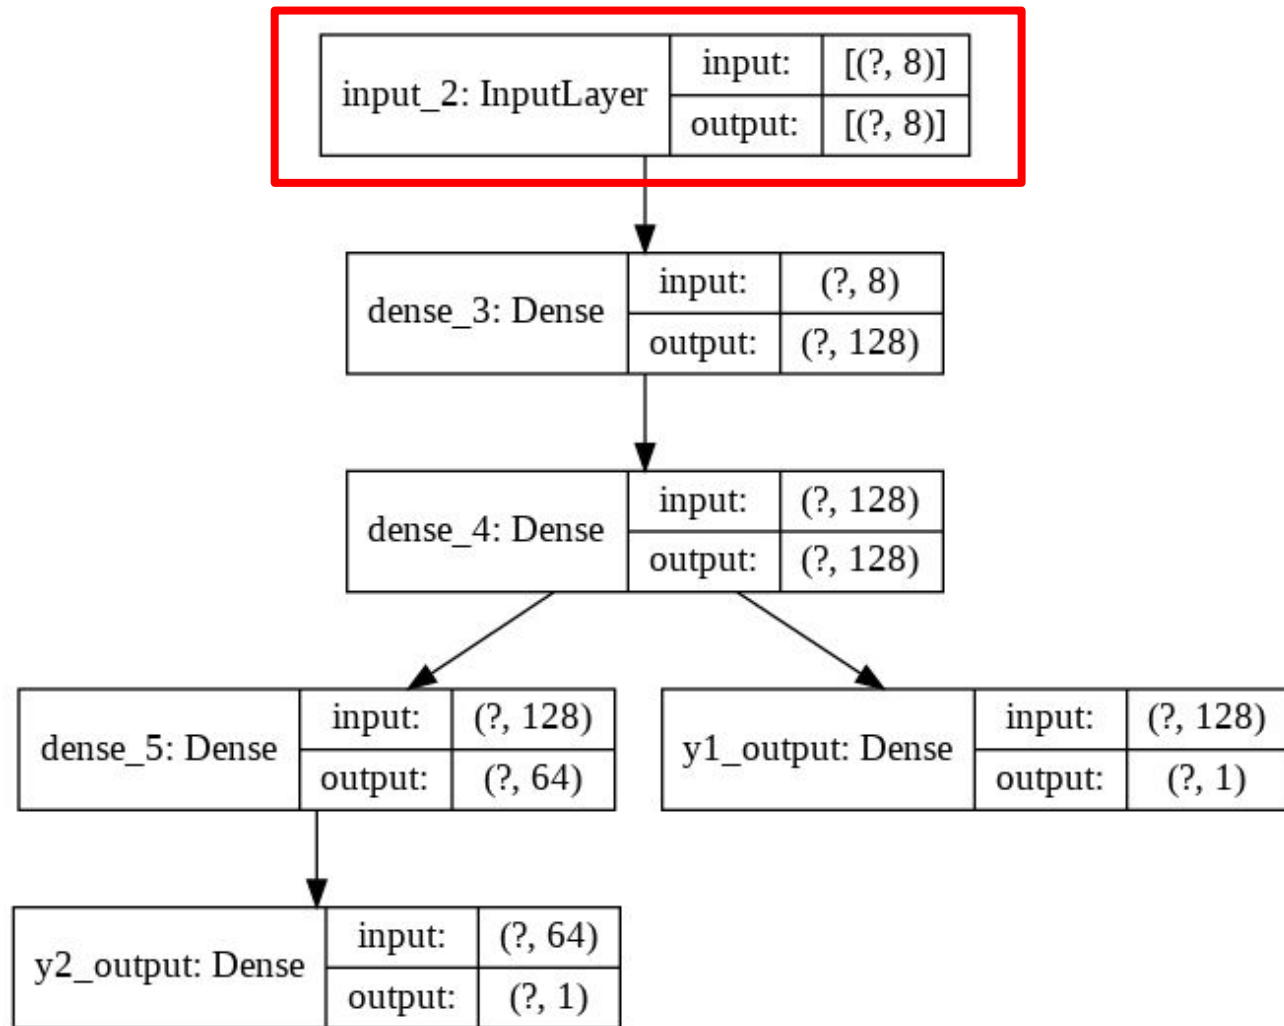 input_2: InputLayer
input: [(?, 8)]
output: [(?, 8)]
dense_3: Dense
input: (?, 8)
output: (?, 128)
dense_4: Dense
input: (?, 128)
output: (?, 128)
dense_5: Dense
input: (?, 128)
output: (?, 64)
y1_output: Dense
input: (?, 128)
output: (?, 1)
y2_output: Dense
input: (?, 64)
output: (?, 1)